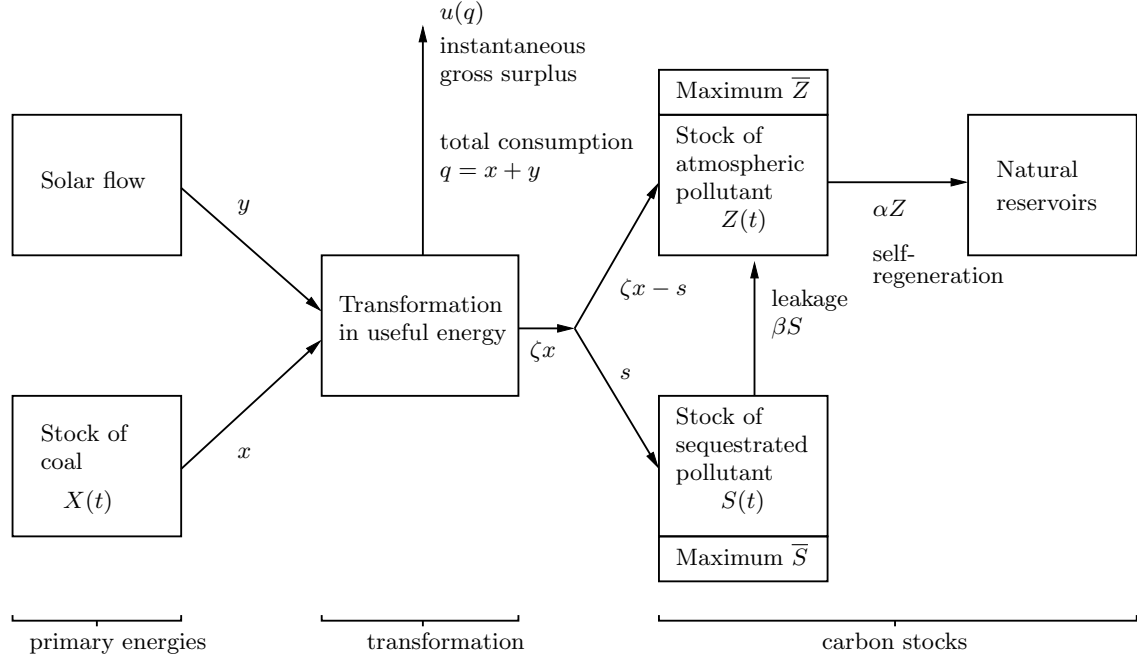 u(q)
instantaneous
gross surplus
total consumption
q = x + y
Solar flow
y
Stock of
coal
X(t)
x
Transformation
in useful energy
ζx
ζx − s
s
Maximum Z̅
Stock of
atmospheric
pollutant
Z(t)
αZ
self-
regeneration
Natural
reservoirs
leakage
βS
Stock of
sequestrated
pollutant
S(t)
Maximum S̅
primary energies
transformation
carbon stocks